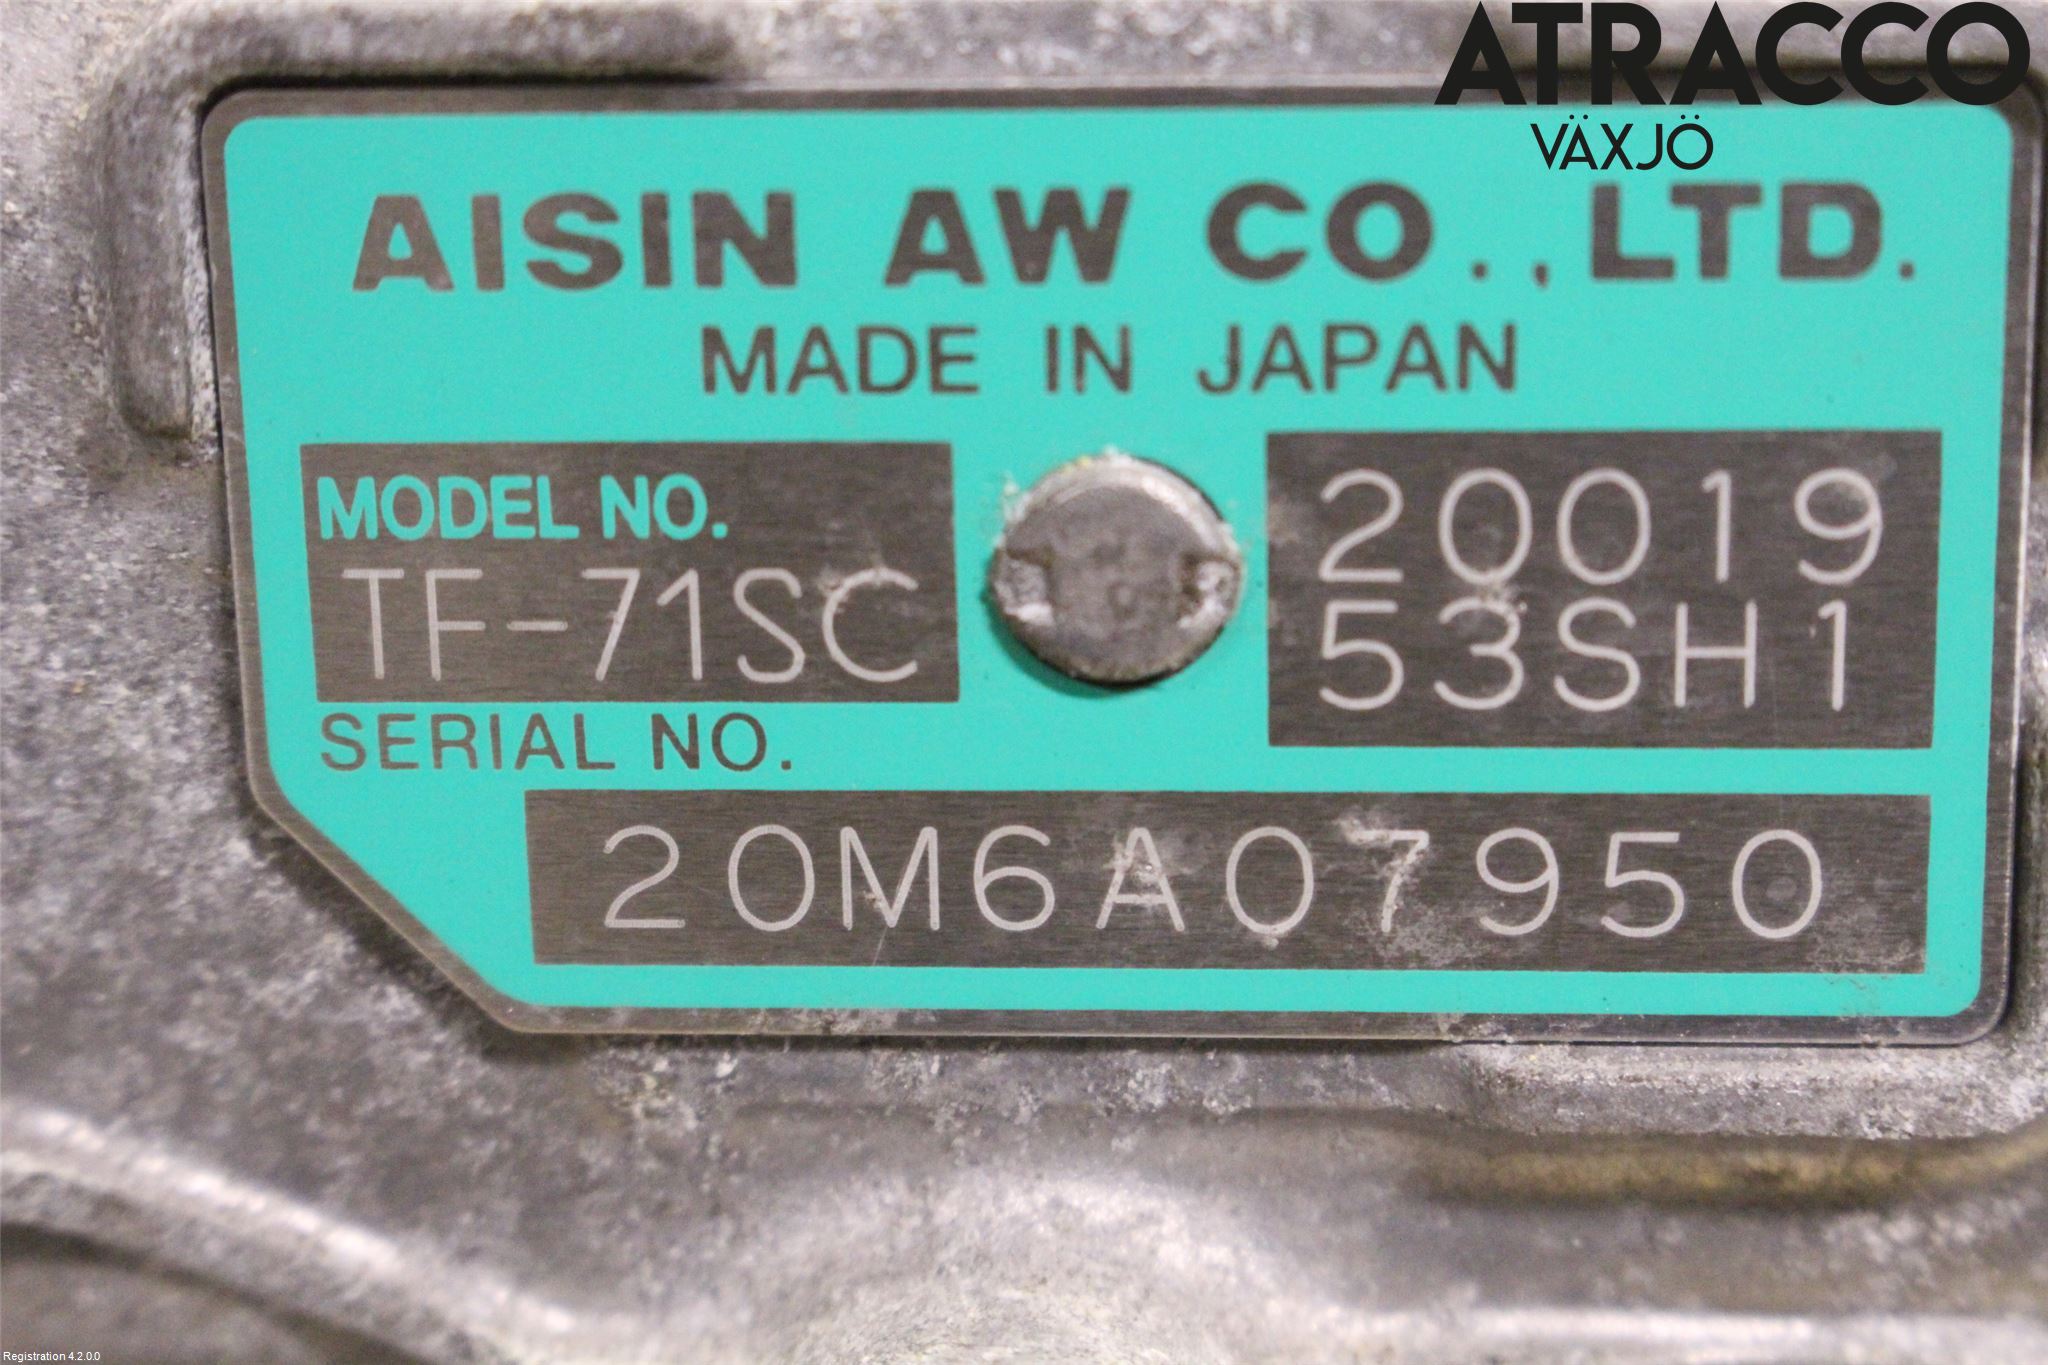 ATRACCO
VÄXJÖ
AISIN AW CO., LTD.
MADE IN JAPAN
MODEL NO.
TF-71SC
20019
53SH1
SERIAL NO.
20M6A07950
Registration 4.2.0.0